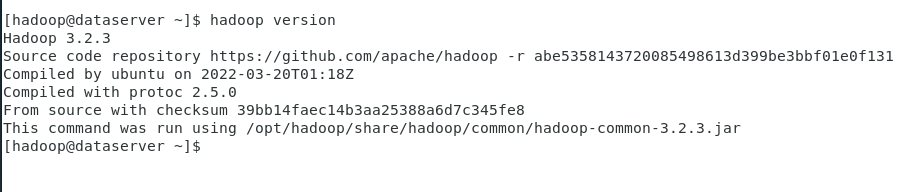 [hadoop@dataserver ~]$ hadoop version
Hadoop 3.2.3
Source code repository https://github.com/apache/hadoop -r abe5358143720085498613d399be3bbf01e0f131
Compiled by ubuntu on 2022-03-20T01:18Z
Compiled with protoc 2.5.0
From source with checksum 39bb14faec14b3aa25388a6d7c345fe8
This command was run using /opt/hadoop/share/hadoop/common/hadoop-common-3.2.3.jar
[hadoop@dataserver ~]$